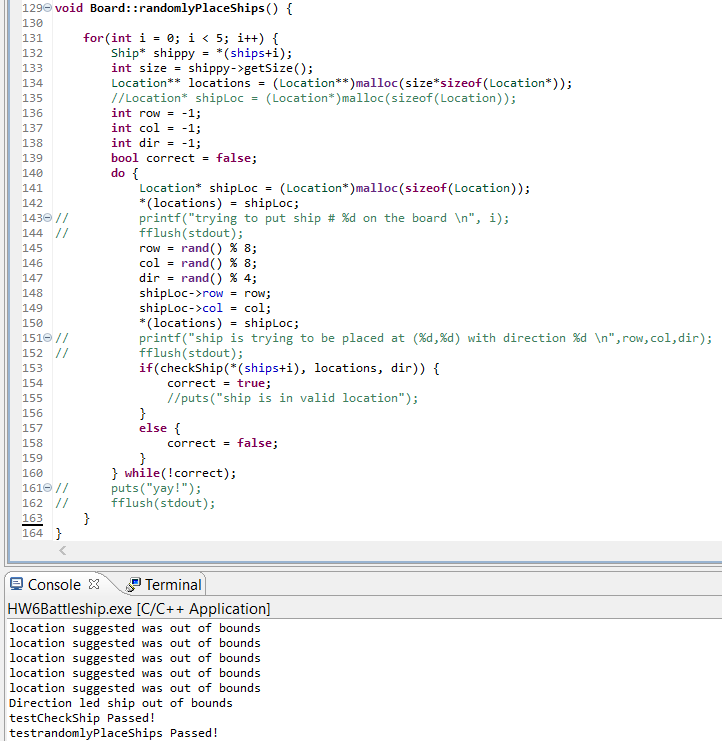 129 void Board::randomlyPlaceShips() {
130
131     for(int i = 0; i < 5; i++) {
132         Ship* shippy = *(ships+i);
133         int size = shippy->getSize();
134         Location** locations = (Location**)malloc(size*sizeof(Location*));
135         //Location* shipLoc = (Location*)malloc(sizeof(Location));
136         int row = -1;
137         int col = -1;
138         int dir = -1;
139         bool correct = false;
140         do {
141             Location* shipLoc = (Location*)malloc(sizeof(Location));
142             *(locations) = shipLoc;
143 //          printf("trying to put ship # %d on the board \n", i);
144 //          fflush(stdout);
145             row = rand() % 8;
146             col = rand() % 8;
147             dir = rand() % 4;
148             shipLoc->row = row;
149             shipLoc->col = col;
150             *(locations) = shipLoc;
151 //          printf("ship is trying to be placed at (%d,%d) with direction %d \n",row,col,dir);
152 //          fflush(stdout);
153             if(checkShip(*(ships+i), locations, dir)) {
154                 correct = true;
155                 //puts("ship is in valid location");
156             }
157             else {
158                 correct = false;
159             }
160         } while(!correct);
161 //      puts("yay!");
162 //      fflush(stdout);
163     }
164 }
Console Terminal
HW6Battleship.exe [C/C++ Application]
location suggested was out of bounds
location suggested was out of bounds
location suggested was out of bounds
location suggested was out of bounds
location suggested was out of bounds
Direction led ship out of bounds
testCheckShip Passed!
testrandomlyPlaceShips Passed!